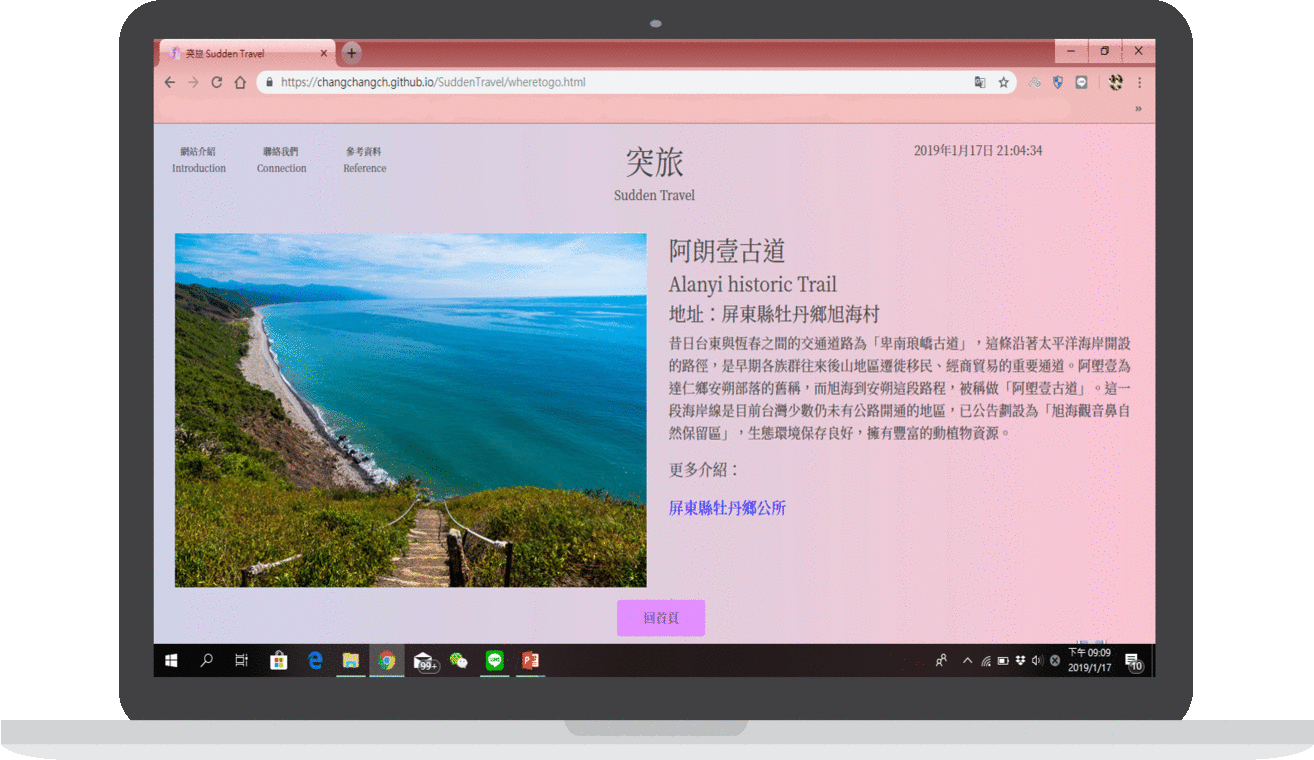 突旅 Sudden Travel
https://changchangch.github.io/SuddenTravel/wheretogo.html
網站介紹
Introduction
聯絡我們
Connection
參考資料
Reference
突旅
Sudden Travel
2019年1月17日 21:04:34
阿朗壹古道
Alanyi historic Trail
地址：屏東縣牡丹鄉旭海村
昔日台東與恆春之間的交通道路為「卑南琅嶠古道」，這條沿著太平洋海岸開設
的路徑，是早期各族群往來後山地區遷徙移民、經商貿易的重要通道。阿塱壹為
達仁鄉安朔部落的舊稱，而旭海到安朔這段路程，被稱做「阿塱壹古道」。這一
段海岸線是目前台灣少數仍未有公路開通的地區，已公告劃設為「旭海觀音鼻自
然保留區」，生態環境保存良好，擁有豐富的動植物資源。
更多介紹：
屏東縣牡丹鄉公所
回首頁
99+
下午 09:09
2019/1/17
10